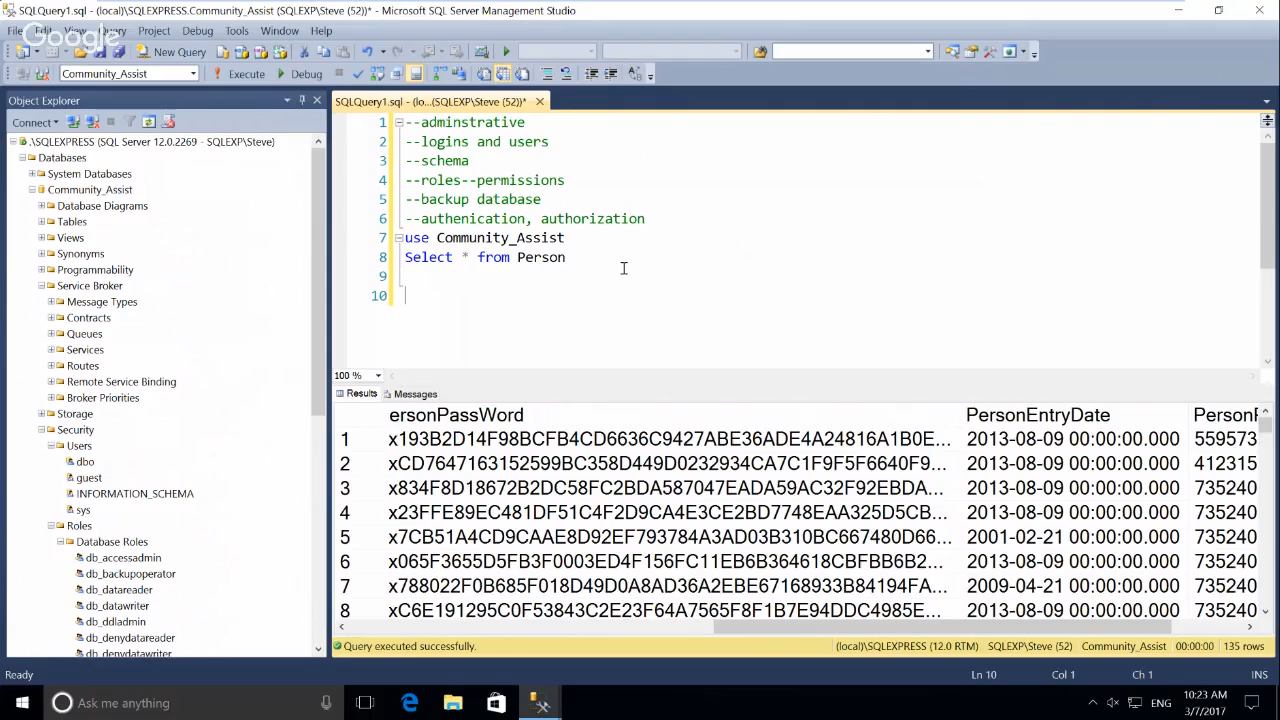 SQLQuery1.sql - (local)\SQLEXPRESS.Community_Assist (SQLEXP\Steve (52))* - Microsoft SQL Server Management Studio
File Edit View Query Project Debug Tools Window Help
Google
New Query
Community_Assist Execute Debug
Object Explorer
Connect
.\SQLEXPRESS (SQL Server 12.0.2269 - SQLEXP\Steve)
Databases
System Databases
Community_Assist
Database Diagrams
Tables
Views
Synonyms
Programmability
Service Broker
Message Types
Contracts
Queues
Services
Routes
Remote Service Binding
Broker Priorities
Storage
Security
Users
dbo
guest
INFORMATION_SCHEMA
sys
Roles
Database Roles
db_accessadmin
db_backupoperator
db_datareader
db_datawriter
db_ddladmin
db_denydatareader
db_denydatawriter
SQLQuery1.sql - (lo...(SQLEXP\Steve (52))*
1 --adminstrative
2 --logins and users
3 --schema
4 --roles--permissions
5 --backup database
6 --authenication, authorization
7 use Community_Assist
8 Select * from Person
9
10
100 %
Results Messages
ersonPassWord PersonEntryDate PersonF
1 x193B2D14F98BCFB4CD6636C9427ABE36ADE4A24816A1B0E... 2013-08-09 00:00:00.000 559573
2 xCD7647163152599BC358D449D0232934CA7C1F9F5F6640F9... 2013-08-09 00:00:00.000 412315
3 x834F8D18672B2DC58FC2BDA587047EADA59AC32F92EBDA... 2013-08-09 00:00:00.000 735240
4 x23FFE89EC481DF51C4F2D9CA4E3CE2BD7748EAA325D5CB... 2013-08-09 00:00:00.000 735240
5 x7CB51A4CD9CAAE8D92EF793784A3AD03B310BC667480D66... 2001-02-21 00:00:00.000 735240
6 x065F3655D5FB3F0003ED4F156FC11EB6B364618CBFBB6B2... 2013-08-09 00:00:00.000 735240
7 x788022F0B685F018D49D0A8AD36A2EBE67168933B84194FA... 2009-04-21 00:00:00.000 735240
8 xC6E191295C0F53843C2E23F64A7565F8F1B7E94DDC4985E... 2013-08-09 00:00:00.000 735240
Query executed successfully. (local)\SQLEXPRESS (12.0 RTM) SQLEXP\Steve (52) Community_Assist 00:00:00 135 rows
Ready Ln 10 Col 1 Ch 1 INS
Ask me anything ENG 10:23 AM
3/7/2017